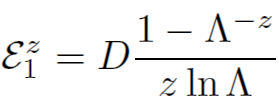 $\mathcal{E}_1^z = D \frac{1 - \Lambda^{-z}}{z \ln \Lambda}$